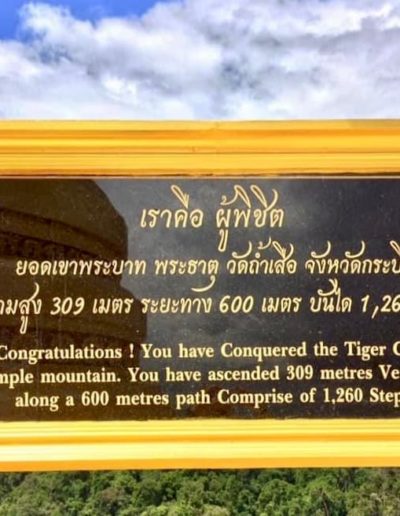 เราคือ ผู้พิชิต
ยอดเขาพระบาท พระธาตุ วัดถ้ำเสือ จังหวัดกระบี่
ามสูง 309 เมตร ระยะทาง 600 เมตร บันได 1,26
Congratulations ! You have Conquered the Tiger C
mple mountain. You have ascended 309 metres Ve
along a 600 metres path Comprise of 1,260 Step